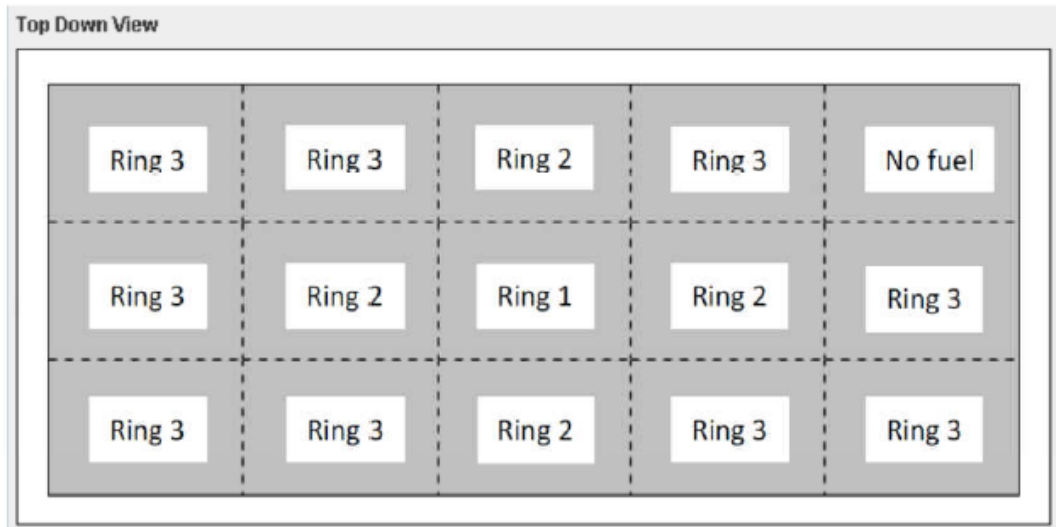 Top Down View
Ring 3 Ring 3 Ring 2 Ring 3 No fuel
Ring 3 Ring 2 Ring 1 Ring 2 Ring 3
Ring 3 Ring 3 Ring 2 Ring 3 Ring 3